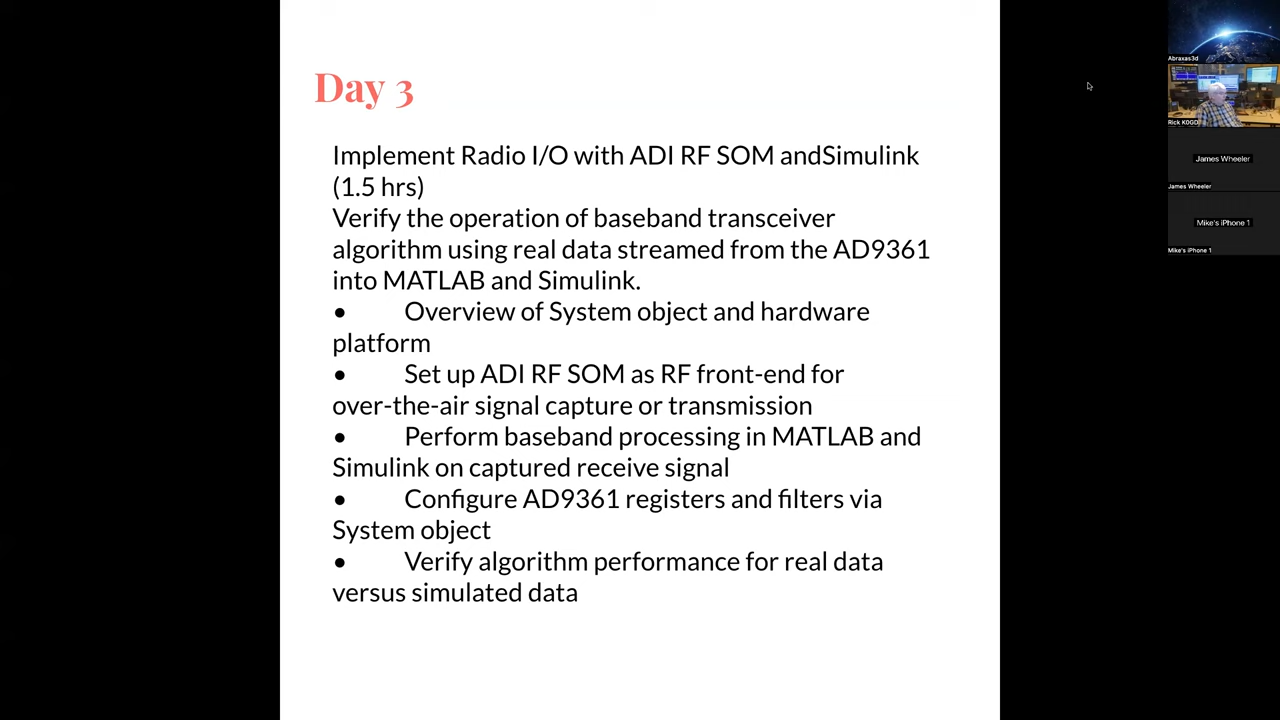 Day 3
Implement Radio I/O with ADI RF SOM andSimulink
(1.5 hrs)
Verify the operation of baseband transceiver
algorithm using real data streamed from the AD9361
into MATLAB and Simulink.
• Overview of System object and hardware
platform
• Set up ADI RF SOM as RF front-end for
over-the-air signal capture or transmission
• Perform baseband processing in MATLAB and
Simulink on captured receive signal
• Configure AD9361 registers and filters via
System object
• Verify algorithm performance for real data
versus simulated data
Abraxas3d
Rick K0GD
James Wheeler
James Wheeler
Mike's iPhone 1
Mike's iPhone 1